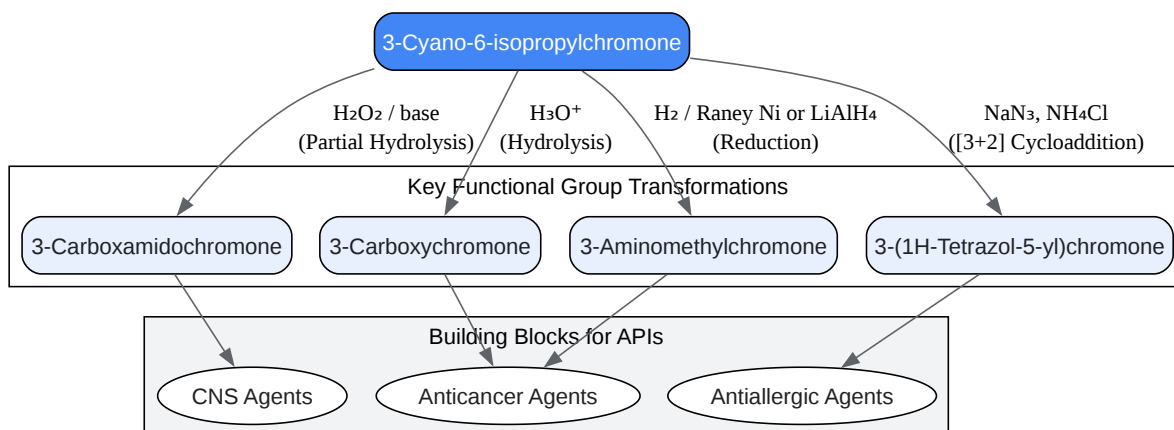 3-Cyano-6-isopropylchromone
H₂O₂ / base
(Partial Hydrolysis)
H₃O⁺
(Hydrolysis)
H₂ / Raney Ni or LiAlH₄
(Reduction)
NaN₃, NH₄Cl
([3+2] Cycloaddition)
Key Functional Group Transformations
3-Carboxamidochromone
3-Carboxychromone
3-Aminomethylchromone
3-(1H-Tetrazol-5-yl)chromone
Building Blocks for APIs
CNS Agents
Anticancer Agents
Antiallergic Agents